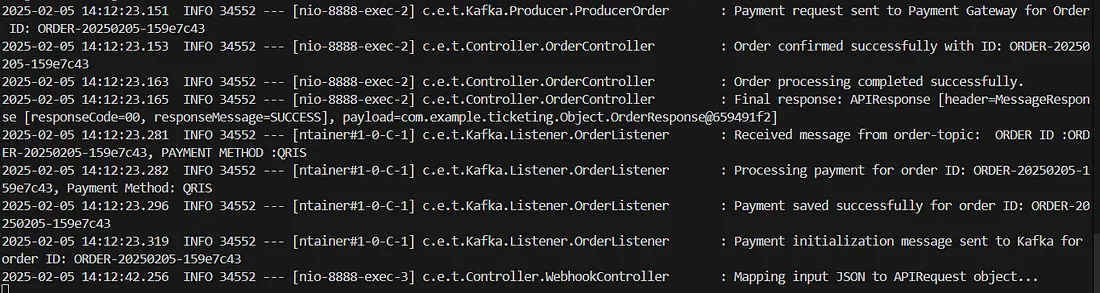 2025-02-05 14:12:23.151  INFO 34552 --- [nio-8888-exec-2] c.e.t.Kafka.Producer.ProducerOrder       : Payment request sent to Payment Gateway for Order
 ID: ORDER-20250205-159e7c43
2025-02-05 14:12:23.153  INFO 34552 --- [nio-8888-exec-2] c.e.t.Controller.OrderController         : Order confirmed successfully with ID: ORDER-20250
205-159e7c43
2025-02-05 14:12:23.163  INFO 34552 --- [nio-8888-exec-2] c.e.t.Controller.OrderController         : Order processing completed successfully.
2025-02-05 14:12:23.165  INFO 34552 --- [nio-8888-exec-2] c.e.t.Controller.OrderController         : Final response: APIResponse [header=MessageRespon
se [responseCode=00, responseMessage=SUCCESS], payload=com.example.ticketing.Object.OrderResponse@659491f2]
2025-02-05 14:12:23.281  INFO 34552 --- [ntainer#1-0-C-1] c.e.t.Kafka.Listener.OrderListener       : Received message from order-topic:  ORDER ID :ORD
ER-20250205-159e7c43, PAYMENT METHOD :QRIS
2025-02-05 14:12:23.282  INFO 34552 --- [ntainer#1-0-C-1] c.e.t.Kafka.Listener.OrderListener       : Processing payment for order ID: ORDER-20250205-1
59e7c43, Payment Method: QRIS
2025-02-05 14:12:23.296  INFO 34552 --- [ntainer#1-0-C-1] c.e.t.Kafka.Listener.OrderListener       : Payment saved successfully for order ID: ORDER-20
250205-159e7c43
2025-02-05 14:12:23.319  INFO 34552 --- [ntainer#1-0-C-1] c.e.t.Kafka.Listener.OrderListener       : Payment initialization message sent to Kafka for
order ID: ORDER-20250205-159e7c43
2025-02-05 14:12:42.256  INFO 34552 --- [nio-8888-exec-3] c.e.t.Controller.WebhookController       : Mapping input JSON to APIRequest object...